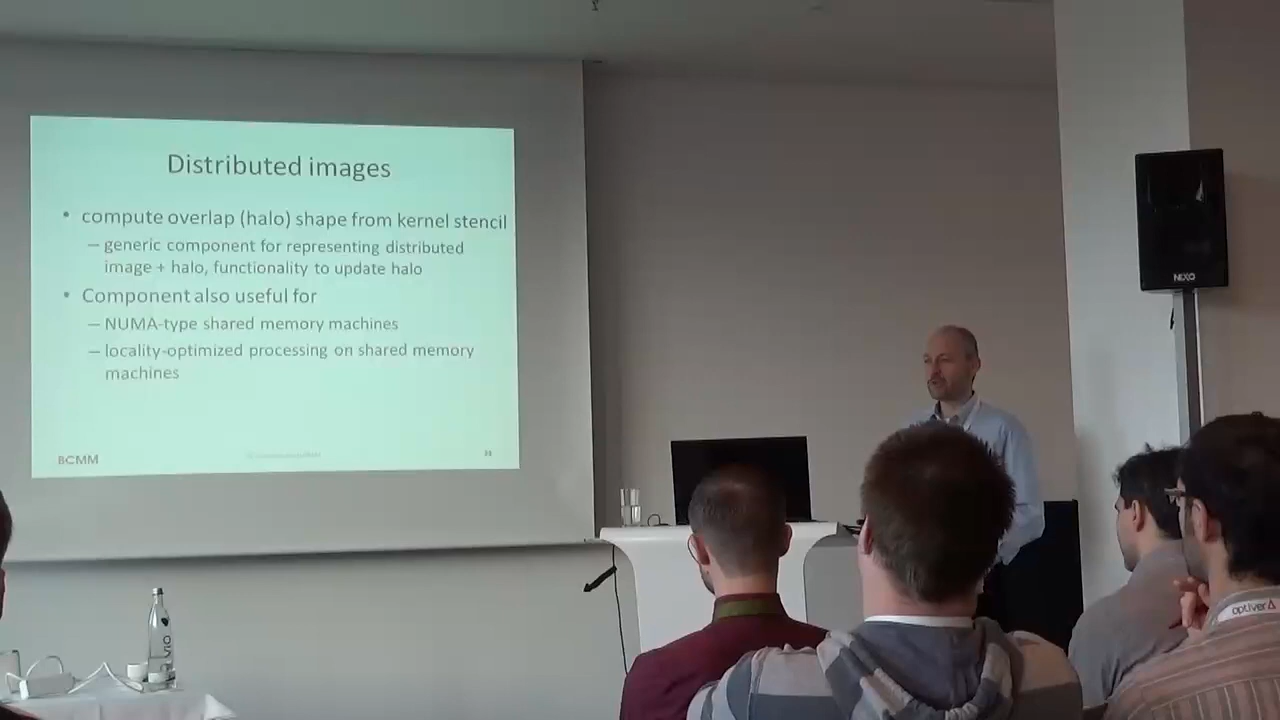 Distributed images
• compute overlap (halo) shape from kernel stencil
– generic component for representing distributed
image + halo, functionality to update halo
• Component also useful for
– NUMA-type shared memory machines
– locality-optimized processing on shared memory
machines
BCMM
NEXO
optiver